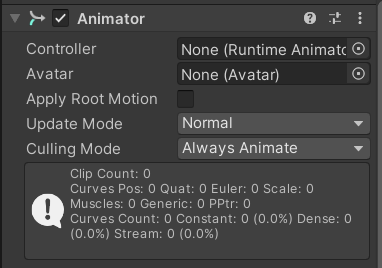 Animator
Controller
None (Runtime Animato
Avatar
None (Avatar)
Apply Root Motion
Update Mode
Normal
Culling Mode
Always Animate
Clip Count: 0
Curves Pos: 0 Quat: 0 Euler: 0 Scale: 0
Muscles: 0 Generic: 0 PPtr: 0
Curves Count: 0 Constant: 0 (0.0%) Dense: 0
(0.0%) Stream: 0 (0.0%)